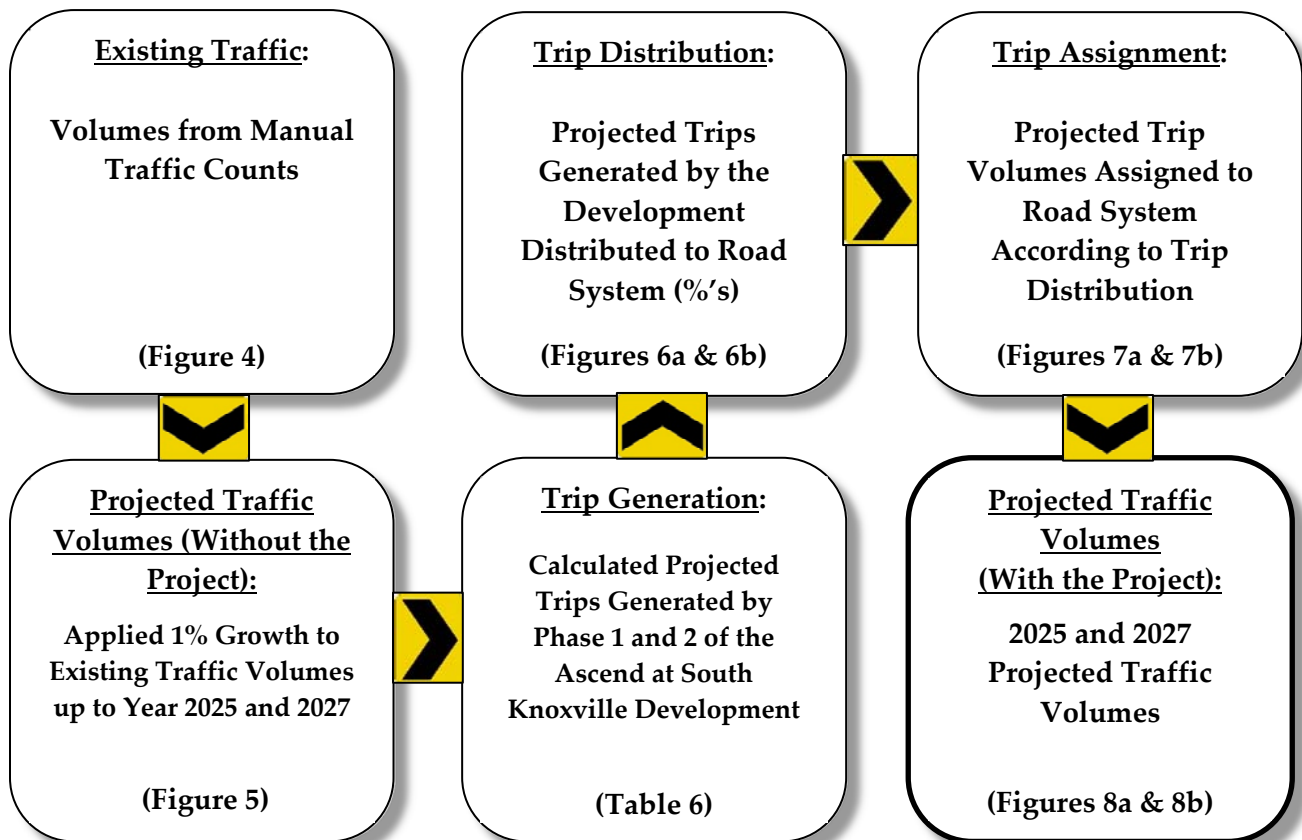 Existing Traffic:
Volumes from Manual
Traffic Counts
(Figure 4)
Projected Traffic
Volumes (Without the
Project):
Applied 1% Growth to
Existing Traffic Volumes
up to Year 2025 and 2027
(Figure 5)
Trip Generation:
Calculated Projected
Trips Generated by
Phase 1 and 2 of the
Ascend at South
Knoxville Development
(Table 6)
Trip Distribution:
Projected Trips
Generated by the
Development
Distributed to Road
System (%’s)
(Figures 6a & 6b)
Trip Assignment:
Projected Trip
Volumes Assigned to
Road System
According to Trip
Distribution
(Figures 7a & 7b)
Projected Traffic
Volumes
(With the Project):
2025 and 2027
Projected Traffic
Volumes
(Figures 8a & 8b)